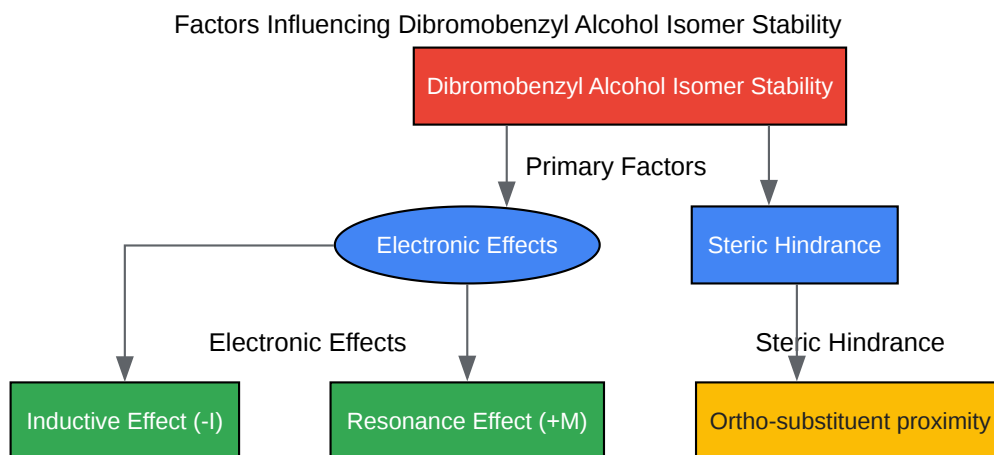 Factors Influencing Dibromobenzyl Alcohol Isomer Stability
Dibromobenzyl Alcohol Isomer Stability
Primary Factors
Electronic Effects
Steric Hindrance
Electronic Effects
Steric Hindrance
Inductive Effect (-I)
Resonance Effect (+M)
Ortho-substituent proximity